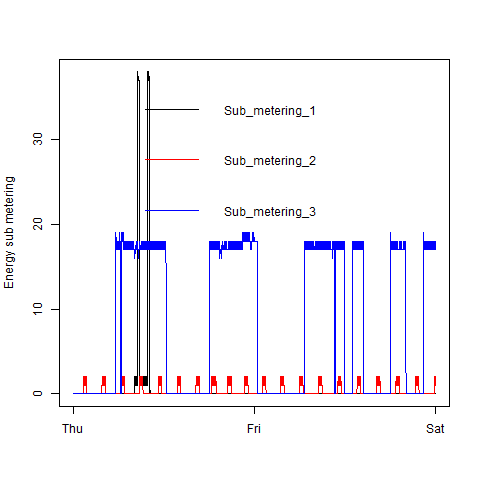 Energy sub metering
30
20
10
0
Sub_metering_1
Sub_metering_2
Sub_metering_3
Thu Fri Sat